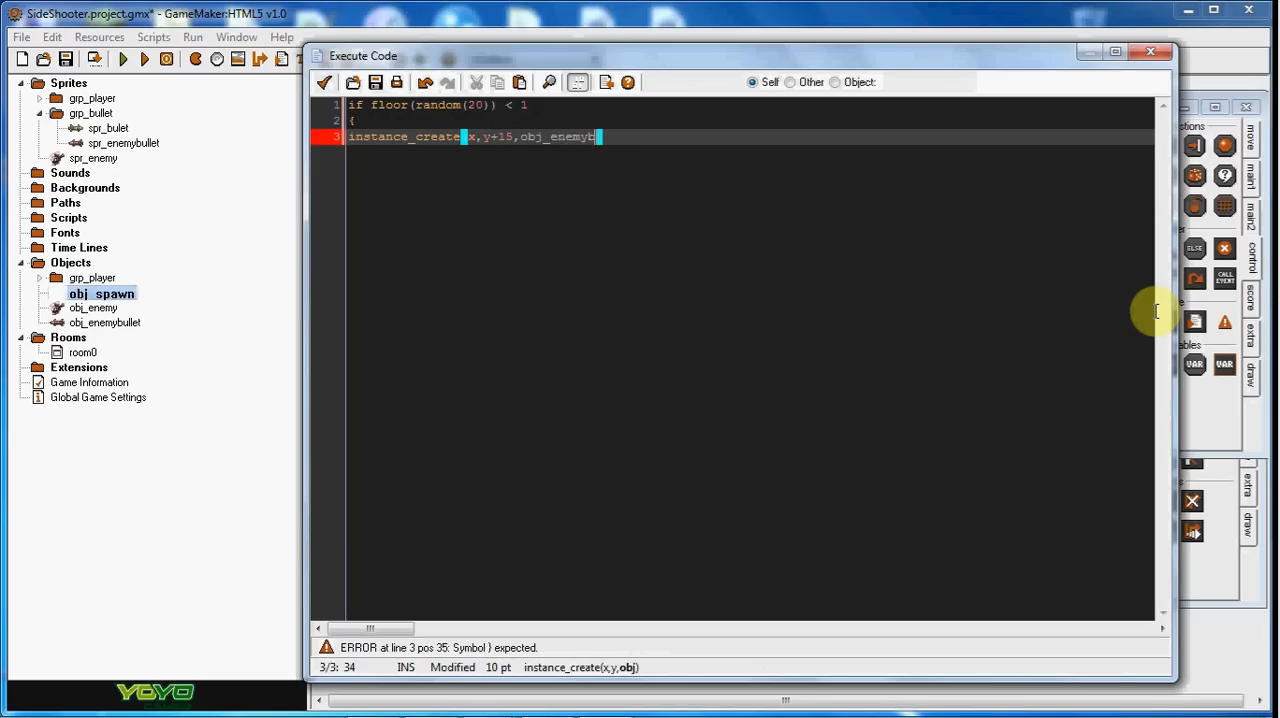 SideShooter.project.gmx* - GameMaker:HTML5 v1.0
File Edit Resources Scripts Run Window Help
Execute Code
Self Other Object:
Sprites
grp_player
grp_bullet
spr_bulet
spr_enemybullet
spr_enemy
Sounds
Backgrounds
Paths
Scripts
Fonts
Time Lines
Objects
grp_player
obj_spawn
obj_enemy
obj_enemybullet
Rooms
room0
Extensions
Game Information
Global Game Settings
YOYO
GAMES
1 if floor(random(20)) < 1
2 {
3 instance_create(x,y+15,obj_enemyb)
ERROR at line 3 pos 35: Symbol } expected.
3/3: 34 INS Modified 10 pt instance_create(x,y,obj)
stions
move
main1
main2
control
score
extra
draw
ELSE
CALL EVENT
ables
VAR VAR
extra
draw